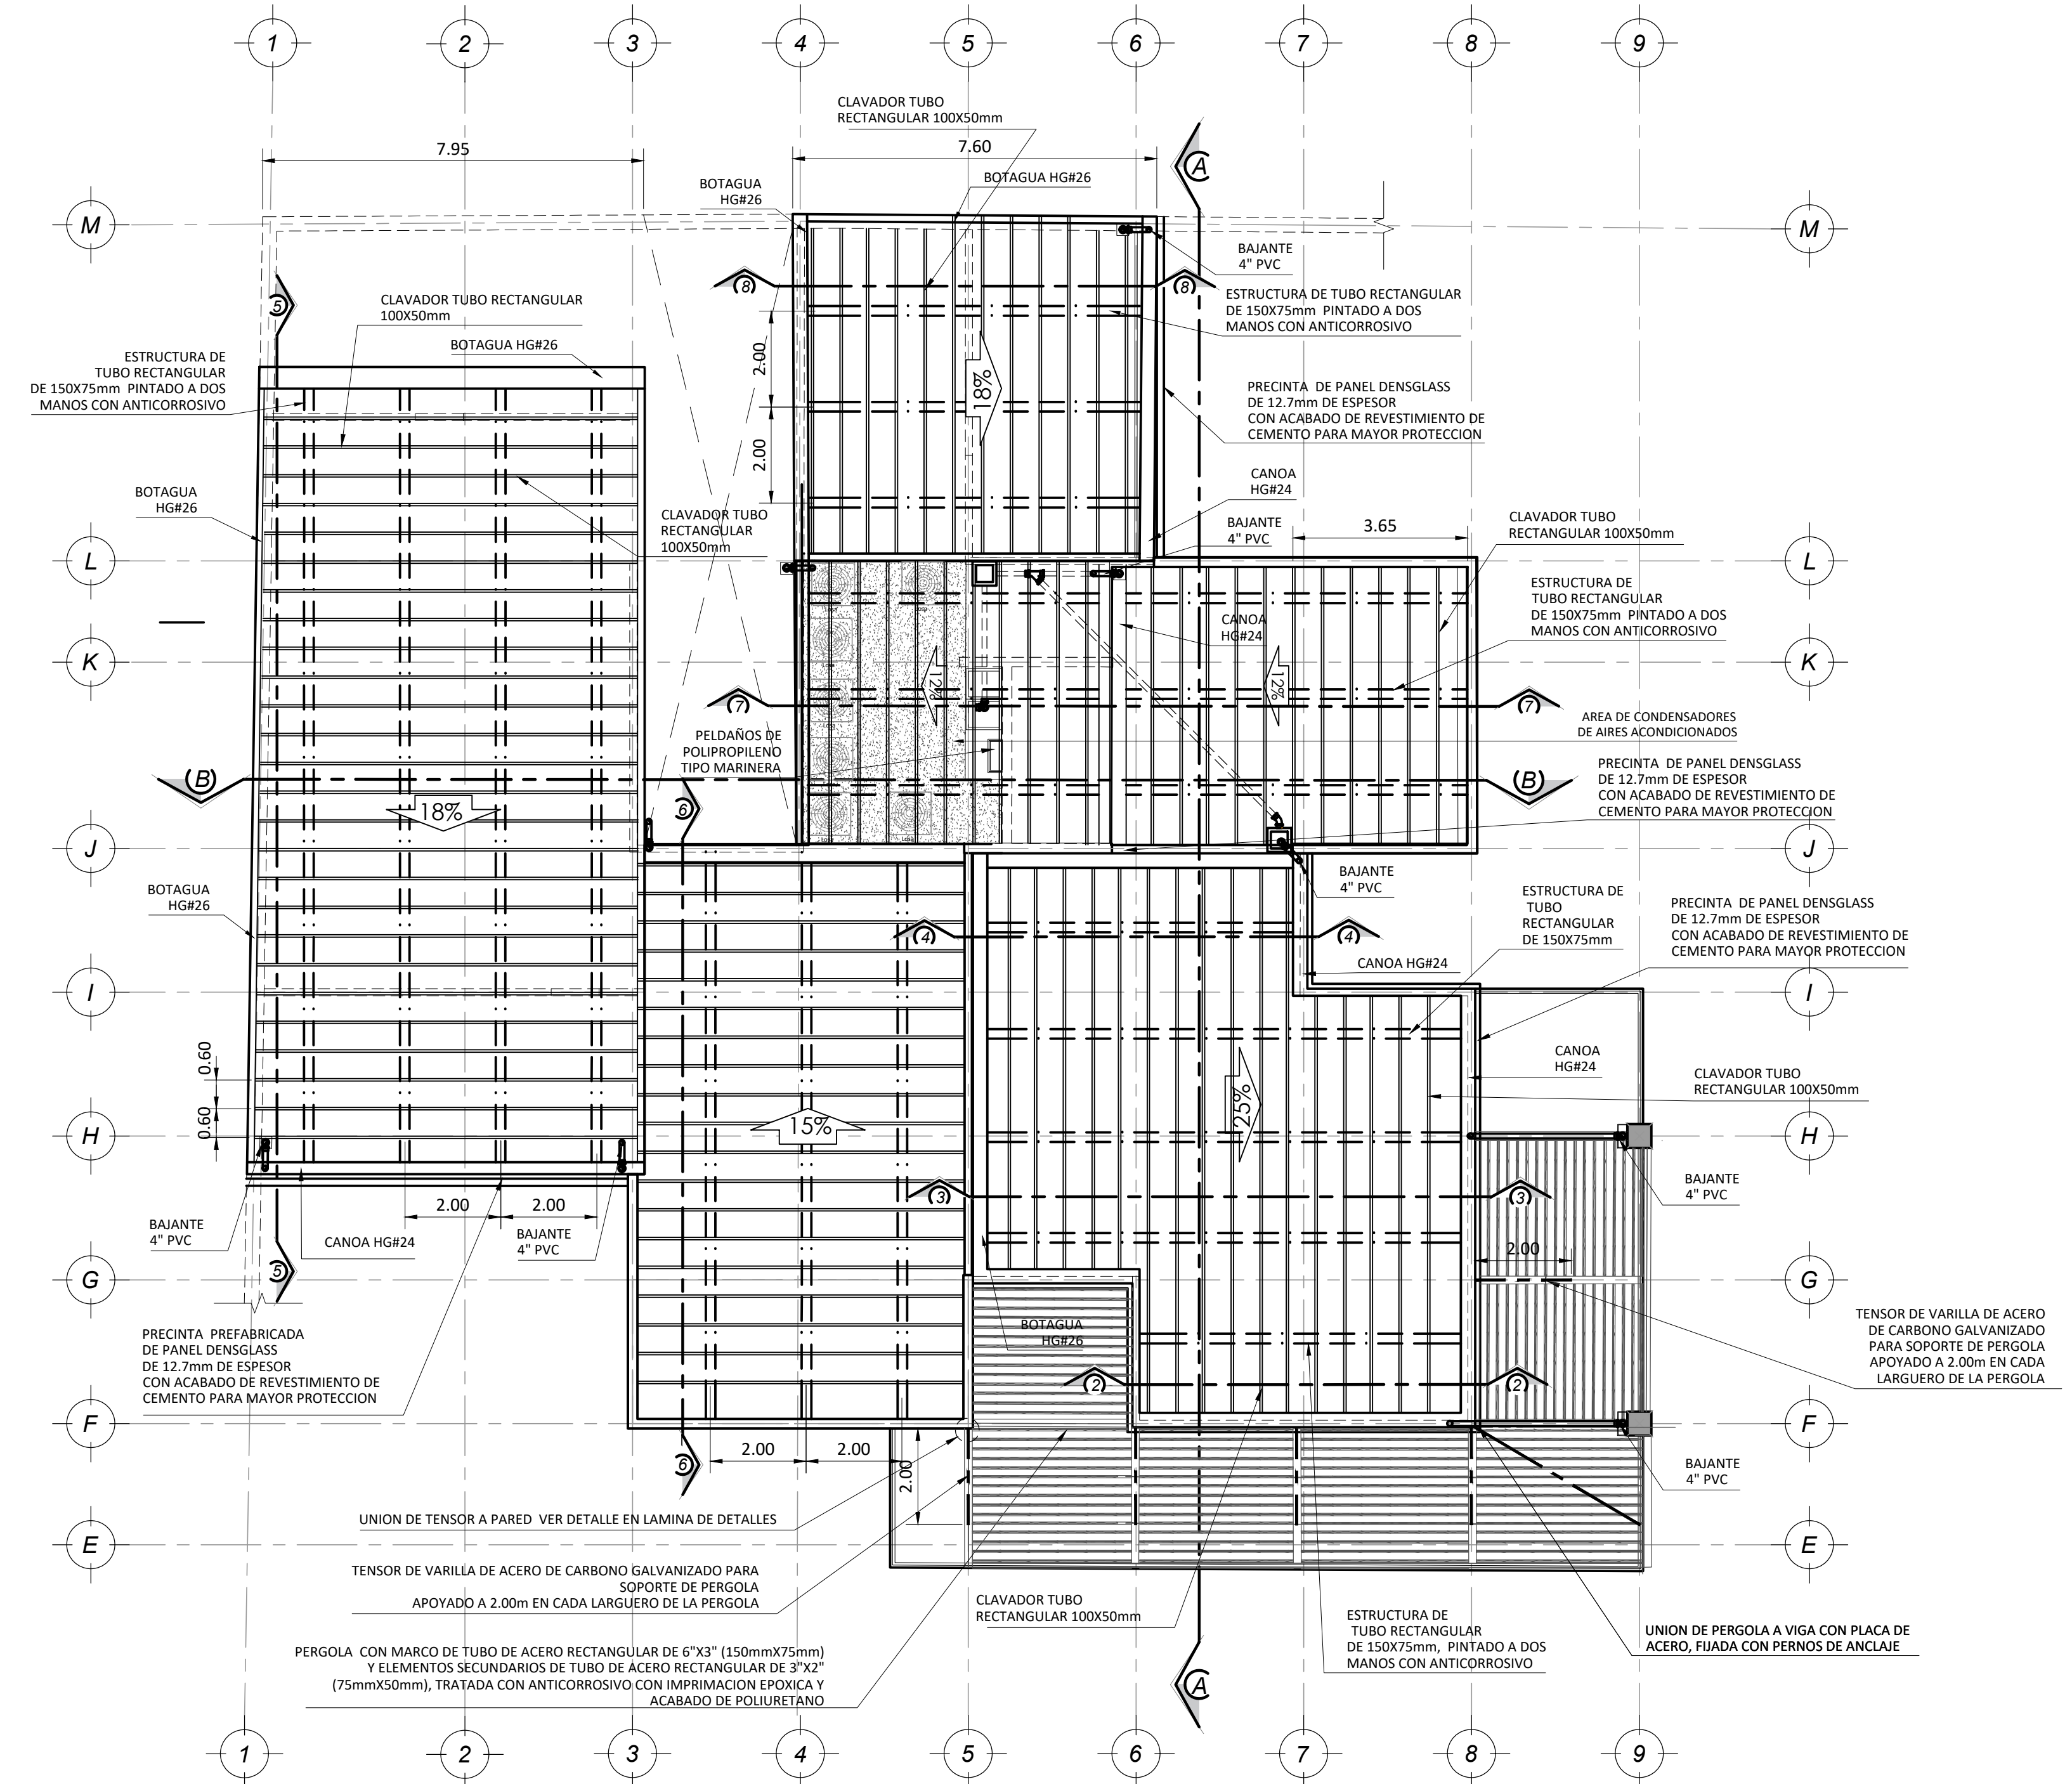 1 2 3 4 5 6 7 8 9
CLAVADOR TUBO
RECTANGULAR 100X50mm
7.95
7.60
A
BOTAGUA HG#26
BOTAGUA
HG#26
M
M
BAJANTE
4" PVC
8
8
5
CLAVADOR TUBO RECTANGULAR
100X50mm
ESTRUCTURA DE TUBO RECTANGULAR
DE 150X75mm PINTADO A DOS
MANOS CON ANTICORROSIVO
BOTAGUA HG#26
ESTRUCTURA DE
TUBO RECTANGULAR
DE 150X75mm PINTADO A DOS
MANOS CON ANTICORROSIVO
2.00
18%
PRECINTA DE PANEL DENSGLASS
DE 12.7mm DE ESPESOR
CON ACABADO DE REVESTIMIENTO DE
CEMENTO PARA MAYOR PROTECCION
2.00
CANOA
HG#24
BOTAGUA
HG#26
CLAVADOR TUBO
RECTANGULAR
100X50mm
BAJANTE
4" PVC
3.65
CLAVADOR TUBO
RECTANGULAR 100X50mm
L
L
ESTRUCTURA DE
TUBO RECTANGULAR
DE 150X75mm PINTADO A DOS
MANOS CON ANTICORROSIVO
CANOA
HG#24
K
K
12%
12%
7
7
AREA DE CONDENSADORES
DE AIRES ACONDICIONADOS
PELDAÑOS DE
POLIPROPILENO
TIPO MARINERA
B
B
PRECINTA DE PANEL DENSGLASS
DE 12.7mm DE ESPESOR
CON ACABADO DE REVESTIMIENTO DE
CEMENTO PARA MAYOR PROTECCION
18%
6
J
J
BAJANTE
4" PVC
BOTAGUA
HG#26
ESTRUCTURA DE
TUBO
RECTANGULAR
DE 150X75mm
PRECINTA DE PANEL DENSGLASS
DE 12.7mm DE ESPESOR
CON ACABADO DE REVESTIMIENTO DE
CEMENTO PARA MAYOR PROTECCION
4
4
CANOA HG#24
I
I
0.60
0.60
CANOA
HG#24
CLAVADOR TUBO
RECTANGULAR 100X50mm
25%
15%
H
H
3
3
BAJANTE
4" PVC
2.00
2.00
BAJANTE
4" PVC
CANOA HG#24
BAJANTE
4" PVC
2.00
G
5
G
TENSOR DE VARILLA DE ACERO
DE CARBONO GALVANIZADO
PARA SOPORTE DE PERGOLA
APOYADO A 2.00m EN CADA
LARGUERO DE LA PERGOLA
BOTAGUA
HG#26
PRECINTA PREFABRICADA
DE PANEL DENSGLASS
DE 12.7mm DE ESPESOR
CON ACABADO DE REVESTIMIENTO DE
CEMENTO PARA MAYOR PROTECCION
2
2
F
F
2.00
2.00
2.00
6
BAJANTE
4" PVC
UNION DE TENSOR A PARED VER DETALLE EN LAMINA DE DETALLES
E
E
TENSOR DE VARILLA DE ACERO DE CARBONO GALVANIZADO PARA
SOPORTE DE PERGOLA
APOYADO A 2.00m EN CADA LARGUERO DE LA PERGOLA
CLAVADOR TUBO
RECTANGULAR 100X50mm
ESTRUCTURA DE
TUBO RECTANGULAR
DE 150X75mm, PINTADO A DOS
MANOS CON ANTICORROSIVO
UNION DE PERGOLA A VIGA CON PLACA DE
ACERO, FIJADA CON PERNOS DE ANCLAJE
PERGOLA CON MARCO DE TUBO DE ACERO RECTANGULAR DE 6"X3" (150mmX75mm)
Y ELEMENTOS SECUNDARIOS DE TUBO DE ACERO RECTANGULAR DE 3"X2"
(75mmX50mm), TRATADA CON ANTICORROSIVO CON IMPRIMACION EPOXICA Y
ACABADO DE POLIURETANO
A
1 2 3 4 5 6 7 8 9